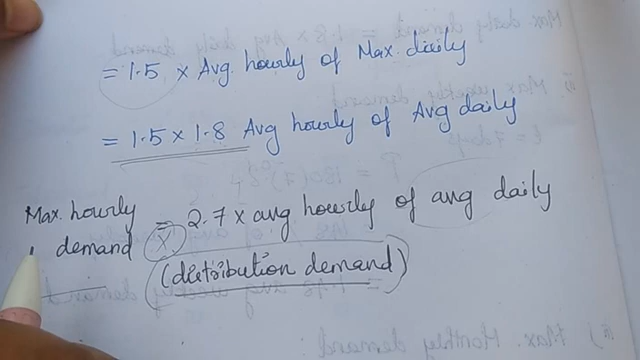 = 1.5 × Avg. hourly of Max. daily
= 1.5 × 1.8 Avg hourly of Avg daily
Max. hourly demand = 2.7 × avg hourly of avg daily
(distribution demand)